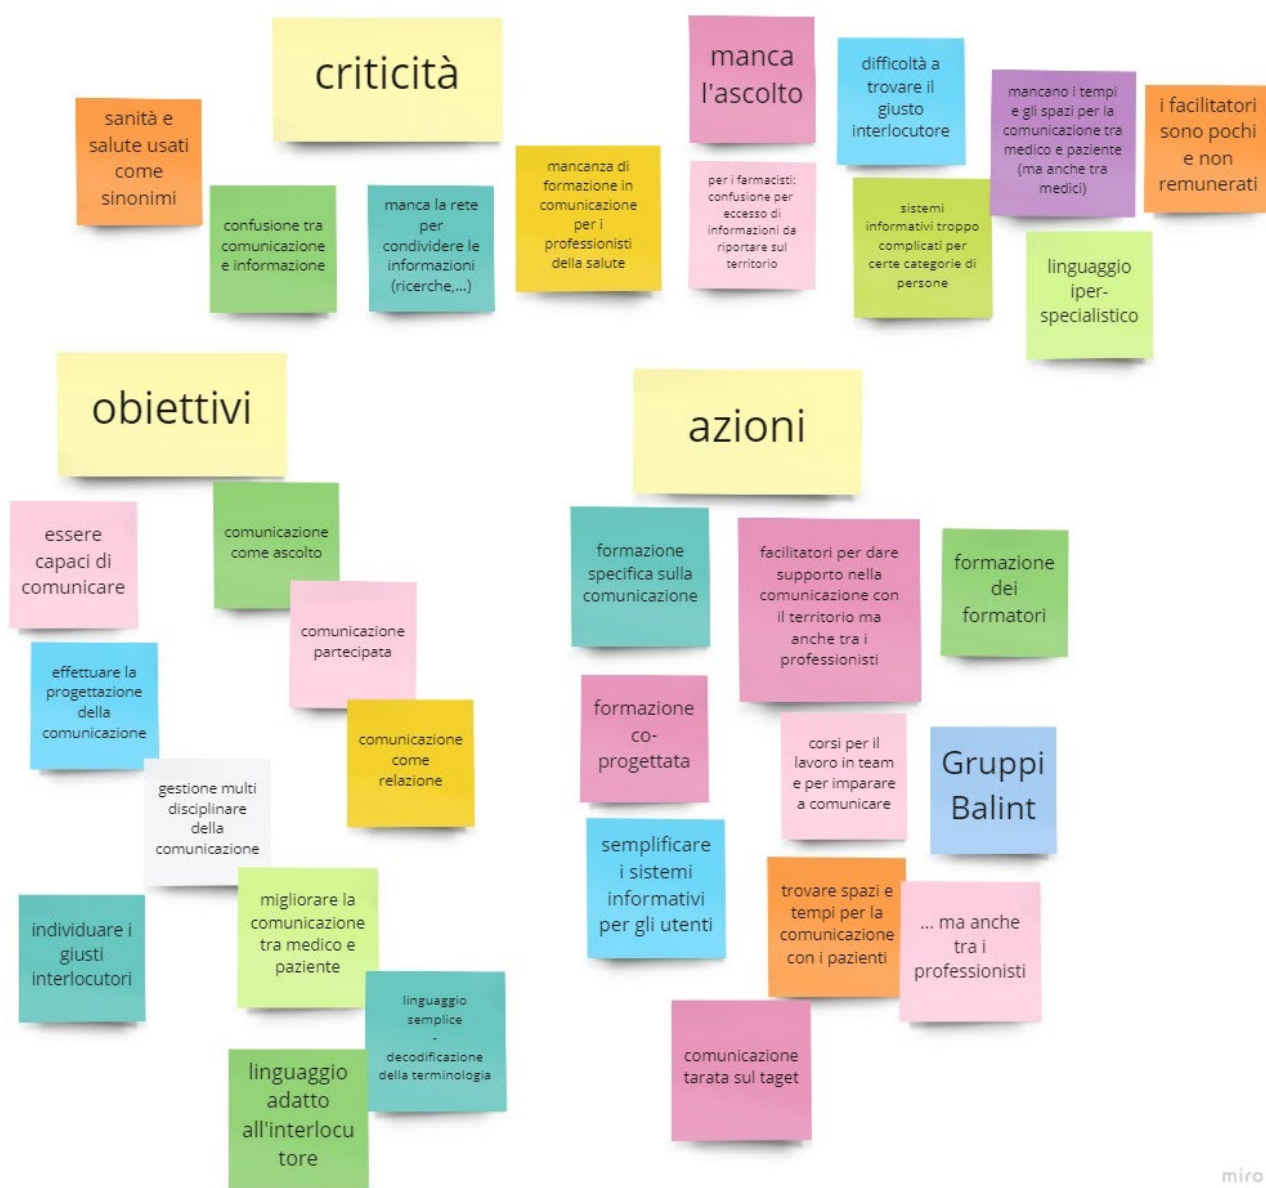 criticità
sanità e
salute usati
come
sinonimi
confusione tra
comunicazione
e informazione
manca la rete
per
condividere le
informazioni
(ricerche,...)
mancanza di
formazione in
comunicazione
per i
professionisti
della salute
manca
l'ascolto
per i farmacisti:
confusione per
eccesso di
informazioni da
riportare sul
territorio
difficoltà a
trovare il
giusto
interlocutore
sistemi
informativi troppo
complicati per
certe categorie di
persone
mancano i tempi
e gli spazi per la
comunicazione tra
medico e paziente
(ma anche tra
medici)
i facilitatori
sono pochi
e non
remunerati
linguaggio
iper-
specialistico
obiettivi
essere
capaci di
comunicare
comunicazione
come ascolto
comunicazione
partecipata
effettuare la
progettazione
della
comunicazione
comunicazione
come
relazione
gestione multi
disciplinare
della
comunicazione
individuare i
giusti
interlocutori
migliorare la
comunicazione
tra medico e
paziente
linguaggio
semplice
-
decodificazione
della terminologia
linguaggio
adatto
all'interlocu
tore
azioni
formazione
specifica sulla
comunicazione
facilitatori per dare
supporto nella
comunicazione con
il territorio ma
anche tra i
professionisti
formazione
dei
formatori
formazione
co-
progettata
corsi per il
lavoro in team
e per imparare
a comunicare
Gruppi
Balint
semplificare
i sistemi
informativi
per gli utenti
trovare spazi e
tempi per la
comunicazione
con i pazienti
... ma anche
tra i
professionisti
comunicazione
tarata sul taget
miro